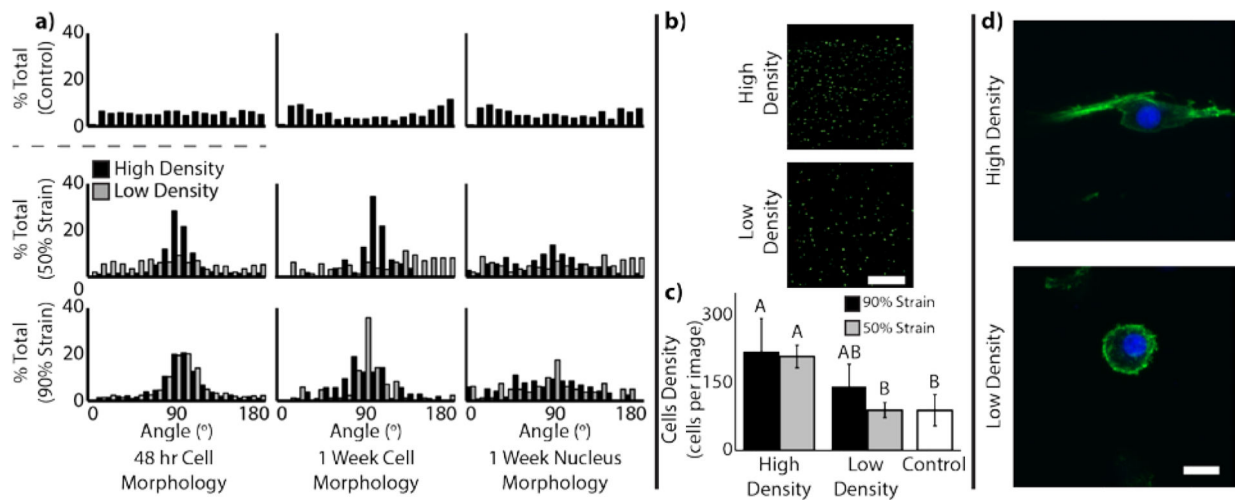 a)
% Total
(Control)
40
20
0
High Density
Low Density
% Total
(50% Strain)
40
20
0
% Total
(90% Strain)
40
20
0
0 90 180
0 90 180
0 90 180
Angle (º)
Angle (º)
Angle (º)
48 hr Cell
Morphology
1 Week Cell
Morphology
1 Week Nucleus
Morphology
b)
High
Density
Low
Density
c)
Cells Density
(cells per image)
300
150
0
90% Strain
50% Strain
A
A
AB
B
B
High
Density
Low
Density
Control
d)
High Density
Low Density